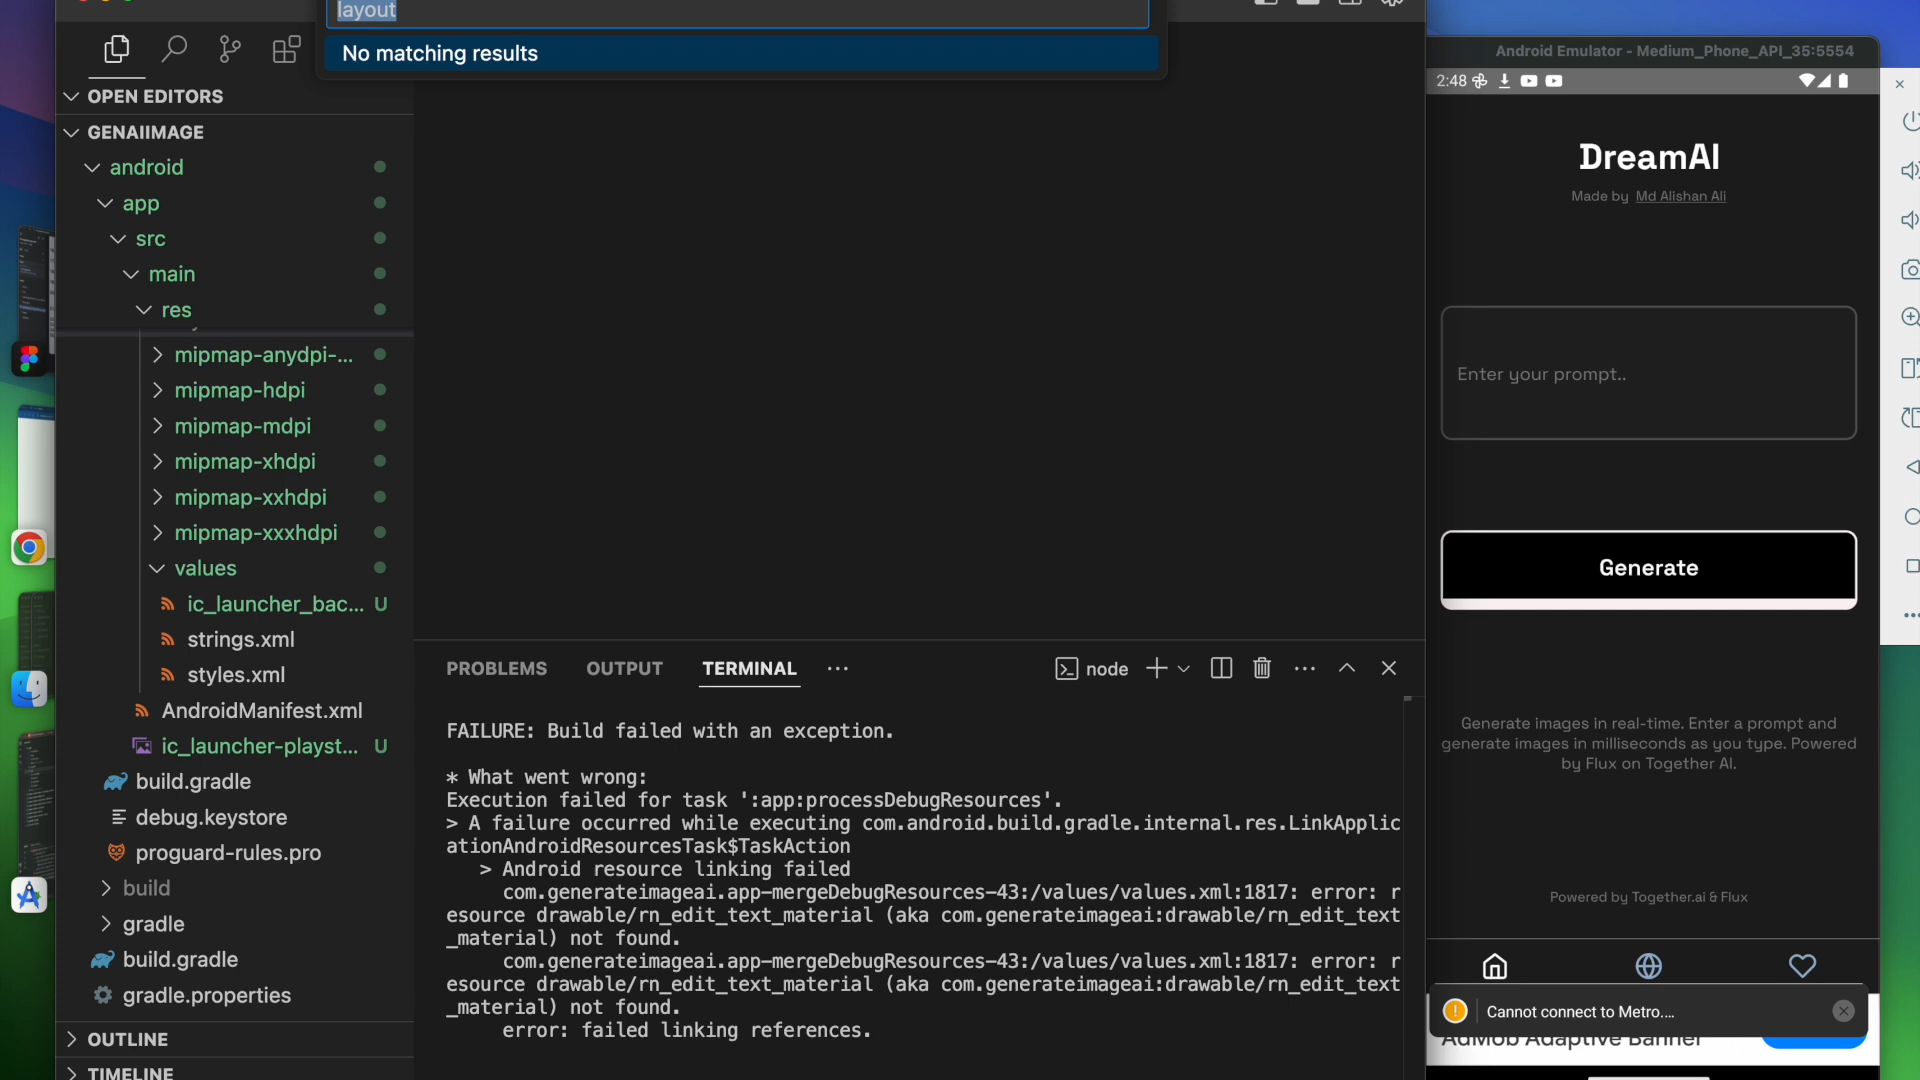 layout
No matching results
OPEN EDITORS
GENAIIMAGE
android
app
src
main
res
mipmap-anydpi-...
mipmap-hdpi
mipmap-mdpi
mipmap-xhdpi
mipmap-xxhdpi
mipmap-xxxhdpi
values
ic_launcher_bac... U
strings.xml
styles.xml
AndroidManifest.xml
ic_launcher-playst... U
build.gradle
debug.keystore
proguard-rules.pro
build
gradle
build.gradle
gradle.properties
OUTLINE
TIMELINE
PROBLEMS OUTPUT TERMINAL ... node
FAILURE: Build failed with an exception.
* What went wrong:
Execution failed for task ':app:processDebugResources'.
> A failure occurred while executing com.android.build.gradle.internal.res.LinkApplic
ationAndroidResourcesTask$TaskAction
> Android resource linking failed
com.generateimageai.app-mergeDebugResources-43:/values/values.xml:1817: error: r
esource drawable/rn_edit_text_material (aka com.generateimageai:drawable/rn_edit_text
_material) not found.
com.generateimageai.app-mergeDebugResources-43:/values/values.xml:1817: error: r
esource drawable/rn_edit_text_material (aka com.generateimageai:drawable/rn_edit_text
_material) not found.
error: failed linking references.
Android Emulator - Medium_Phone_API_35:5554
2:48
DreamAI
Made by Md Alishan Ali
Enter your prompt..
Generate
Generate images in real-time. Enter a prompt and
generate images in milliseconds as you type. Powered
by Flux on Together AI.
Powered by Together.ai & Flux
Cannot connect to Metro....
AdMob Adaptive Banner